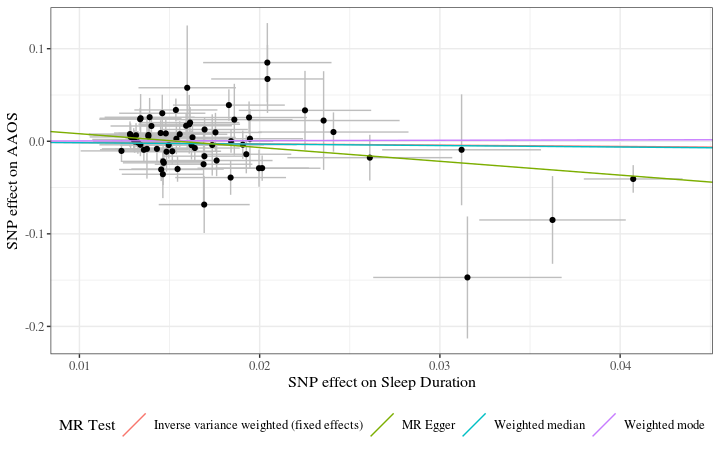 0.1
0.0
-0.1
-0.2
SNP effect on AAOS
0.01 0.02 0.03 0.04
SNP effect on Sleep Duration
MR Test Inverse variance weighted (fixed effects) MR Egger Weighted median Weighted mode